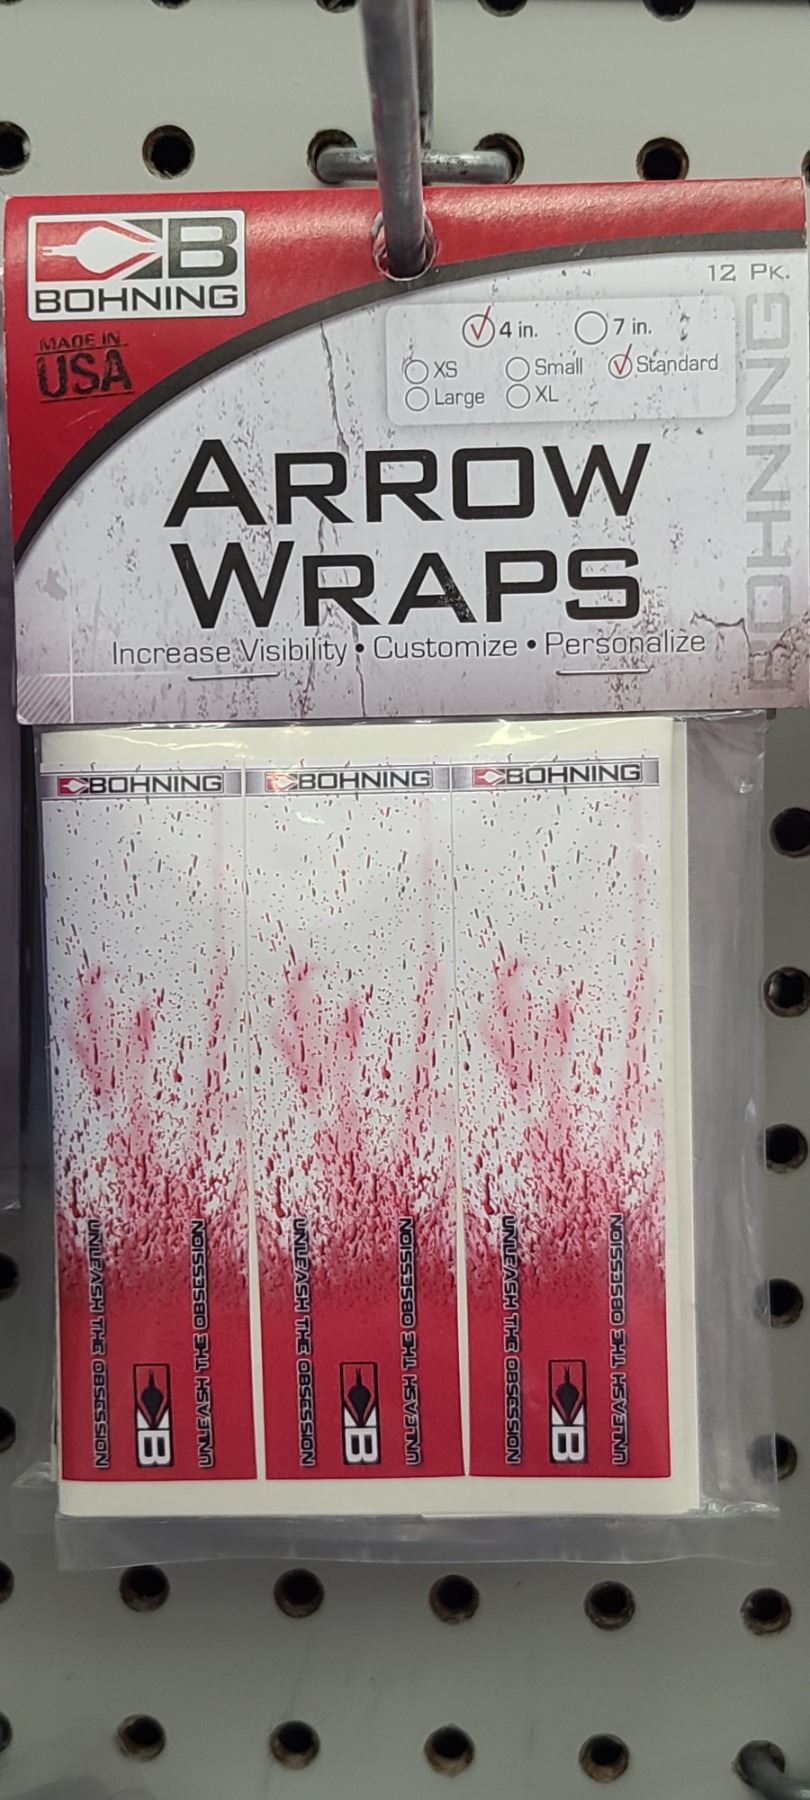 B
BOHNING
MADE IN
USA
12 PK.
4 in.
7 in.
XS
Small
Standard
Large
XL
BOHNING
ARROW
WRAPS
Increase Visibility • Customize • Personalize
BOHNING
BOHNING
BOHNING
UNLEASH THE OBSESSION
B
UNLEASH THE OBSESSION
UNLEASH THE OBSESSION
B
UNLEASH THE OBSESSION
UNLEASH THE OBSESSION
B
UNLEASH THE OBSESSION